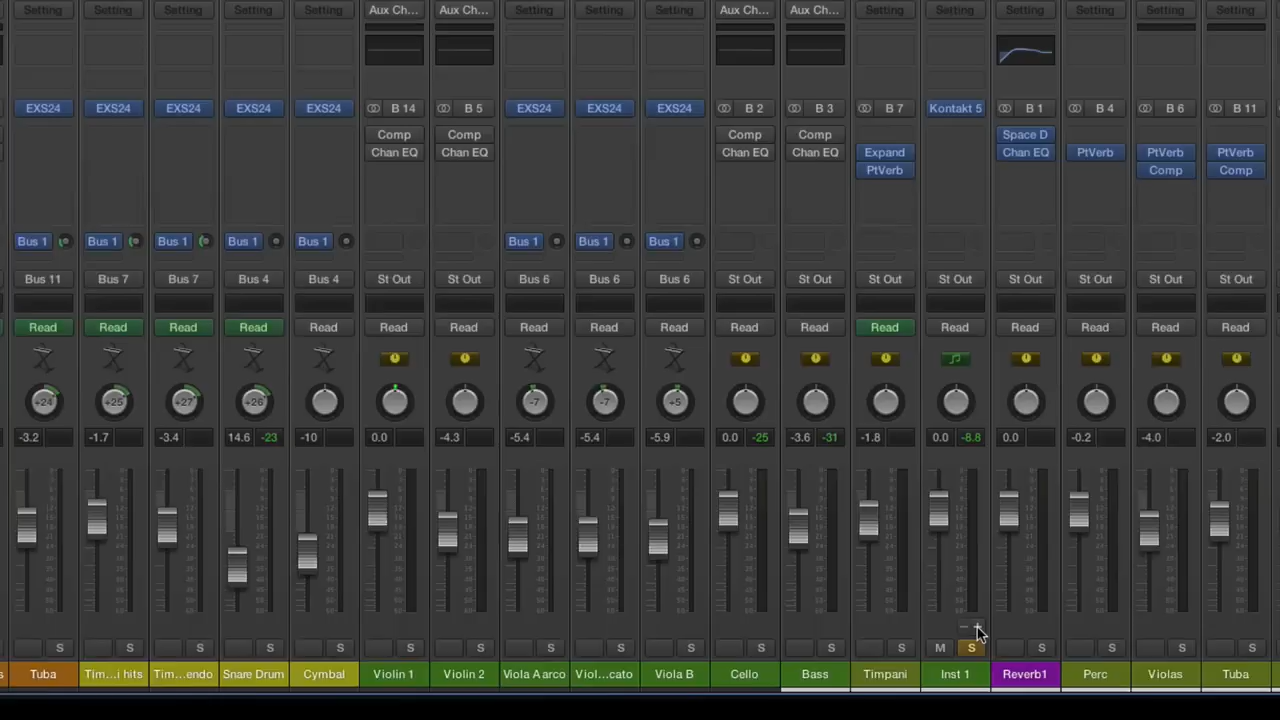 Setting Setting Setting Setting Setting Aux Ch... Aux Ch... Setting Setting Setting Aux Ch... Aux Ch... Setting Setting Setting Setting Setting Setting
EXS24 EXS24 EXS24 EXS24 EXS24 B 14 B 5 EXS24 EXS24 EXS24 B 2 B 3 B 7 Kontakt 5 B 1 B 4 B 6 B 11
Comp Comp Comp Comp Space D
Chan EQ Chan EQ Chan EQ Chan EQ Expand Chan EQ PtVerb PtVerb PtVerb
PtVerb Comp Comp
Bus 1 Bus 1 Bus 1 Bus 1 Bus 1 Bus 1 Bus 1 Bus 1
Bus 11 Bus 7 Bus 7 Bus 4 Bus 4 St Out St Out Bus 6 Bus 6 Bus 6 St Out St Out St Out St Out St Out St Out St Out St Out
Read Read Read Read Read Read Read Read Read Read Read Read Read Read Read Read Read Read
+24 +25 +27 +26 -7 -7 +5
-3.2 -1.7 -3.4 14.6 -23 -10 0.0 -4.3 -5.4 -5.4 -5.9 0.0 -25 -3.6 -31 -1.8 0.0 -8.8 0.0 -0.2 -4.0 -2.0
S S S S S S S S S S S S S M S S S S S
s Tuba Tim...i hits Tim...endo Snare Drum Cymbal Violin 1 Violin 2 Viola A arco Viol...cato Viola B Cello Bass Timpani Inst 1 Reverb1 Perc Violas Tuba